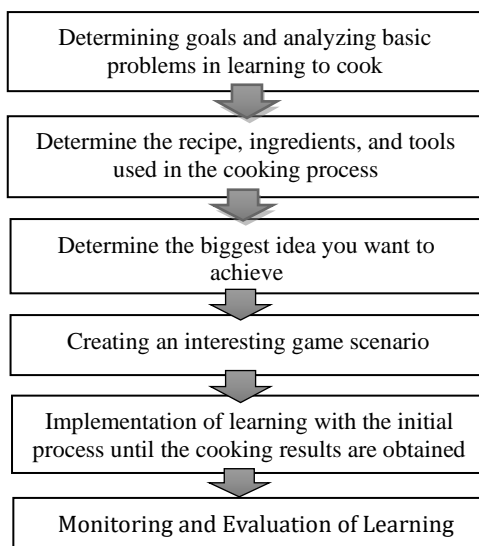 Determining goals and analyzing basic
problems in learning to cook
Determine the recipe, ingredients, and tools
used in the cooking process
Determine the biggest idea you want to
achieve
Creating an interesting game scenario
Implementation of learning with the initial
process until the cooking results are obtained
Monitoring and Evaluation of Learning